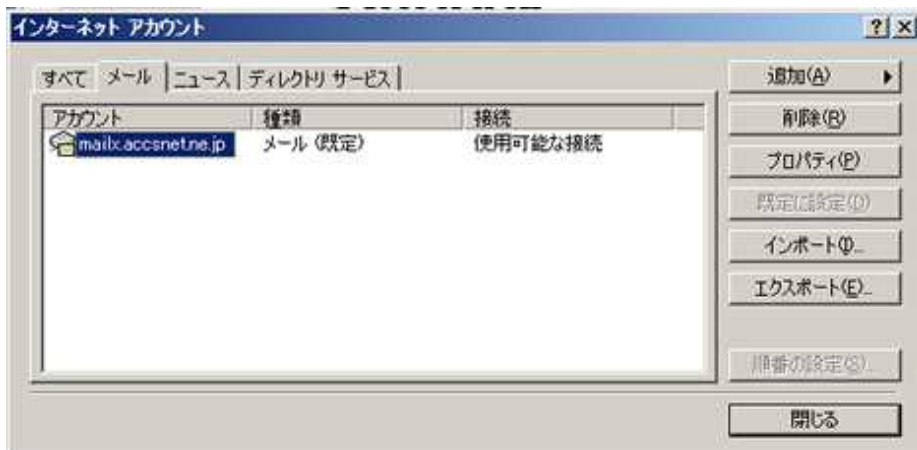 インターネット アカウント
すべて メール ニュース ディレクトリ サービス
アカウント 種類 接続
mailx.accsnet.ne.jp メール (既定) 使用可能な接続
追加(A)
削除(R)
プロパティ(P)
既定に設定(D)
インポート(I)...
エクスポート(E)...
順番の設定(S)...
閉じる